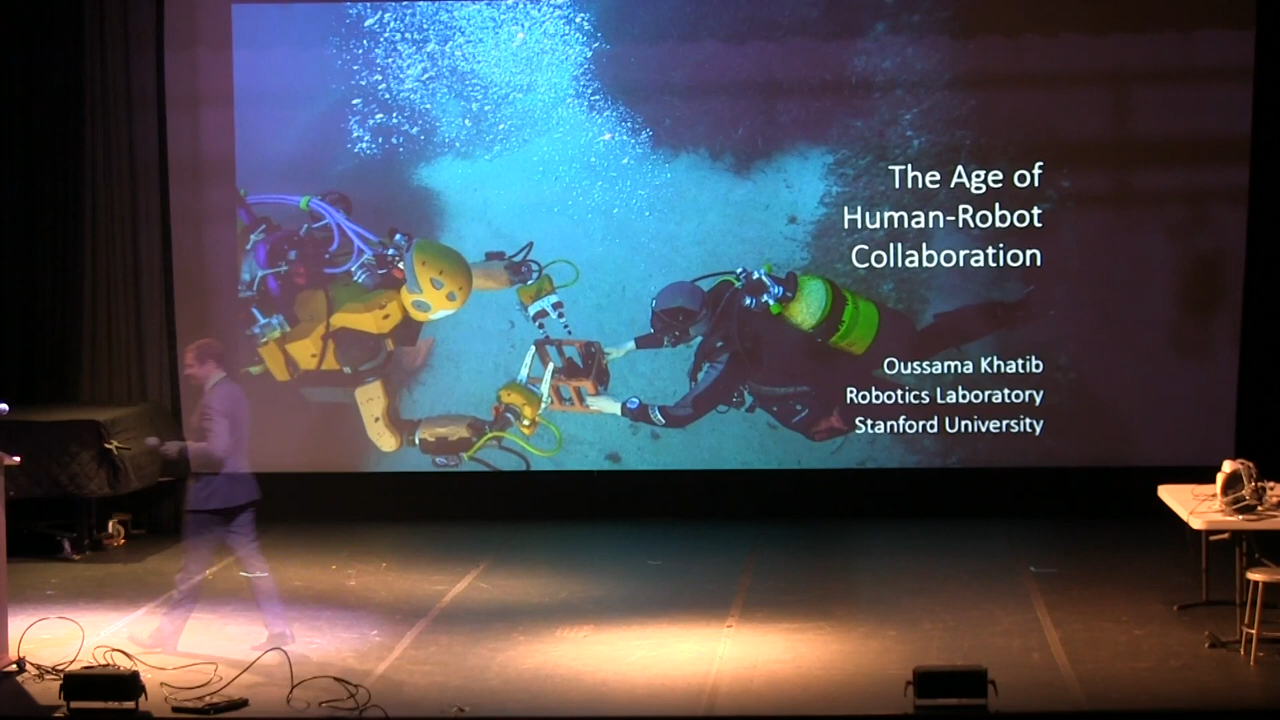 The Age of
Human-Robot
Collaboration
Oussama Khatib
Robotics Laboratory
Stanford University